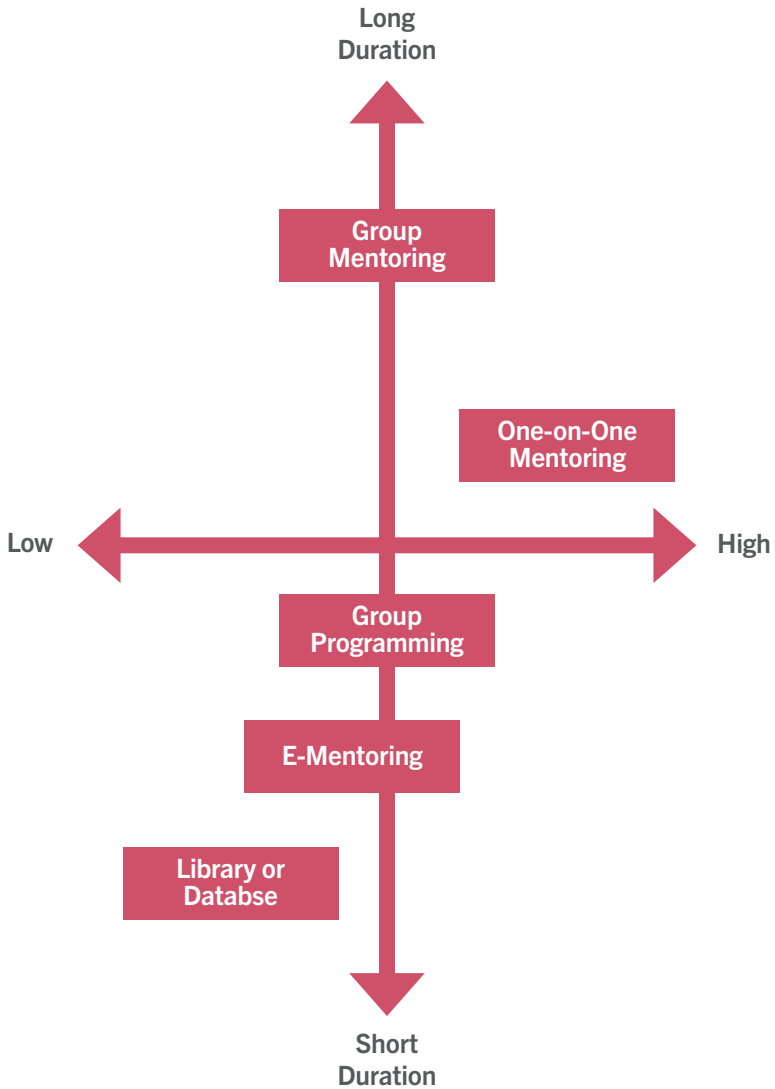 Long
Duration
Group
Mentoring
One-on-One
Mentoring
Low
High
Group
Programming
E-Mentoring
Library or
Databse
Short
Duration